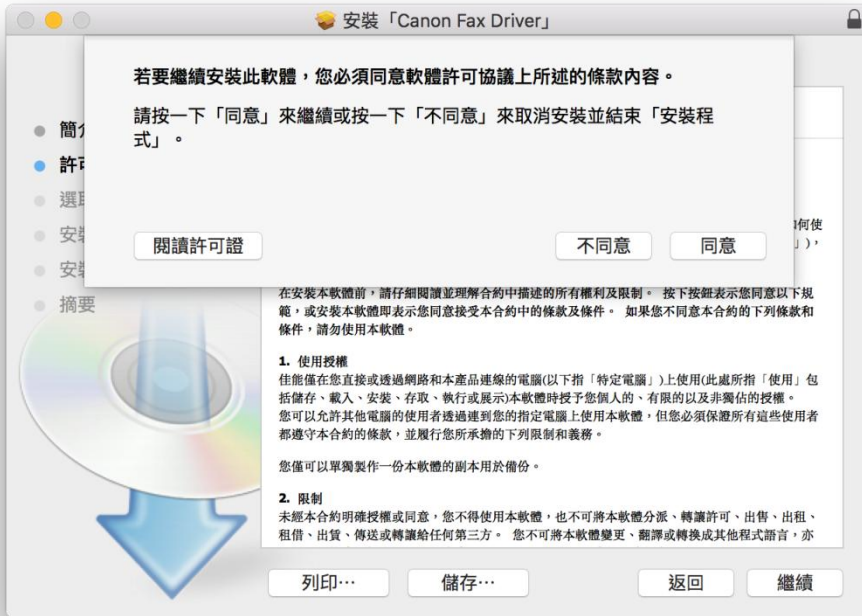 安裝「Canon Fax Driver」
若要繼續安裝此軟體，您必須同意軟體許可協議上所述的條款內容。
請按一下「同意」來繼續或按一下「不同意」來取消安裝並結束「安裝程
式」。
閱讀許可證
不同意
同意
簡介
許可
選取
安裝
安裝
摘要
何使
」)，
在安裝本軟體前，請仔細閱讀並理解合約中描述的所有權利及限制。 按下按鈕表示您同意以下規
範，或安裝本軟體即表示您同意接受本合約中的條款及條件。 如果您不同意本合約的下列條款和
條件，請勿使用本軟體。
1. 使用授權
佳能僅在您直接或透過網路和本產品連線的電腦(以下指「特定電腦」)上使用(此處所指「使用」包
括儲存、載入、安裝、存取、執行或展示)本軟體時授予您個人的、有限的以及非獨佔的授權。
您可以允許其他電腦的使用者透過連到您的指定電腦上使用本軟體，但您必須保證所有這些使用者
都遵守本合約的條款，並履行您所承擔的下列限制和義務。
您僅可以單獨製作一份本軟體的副本用於備份。
2. 限制
未經本合約明確授權或同意，您不得使用本軟體，也不可將本軟體分派、轉讓許可、出售、出租、
租借、出賃、傳送或轉讓給任何第三方。 您不可將本軟體變更、翻譯或轉換成其他程式語言，亦
列印…
儲存…
返回
繼續